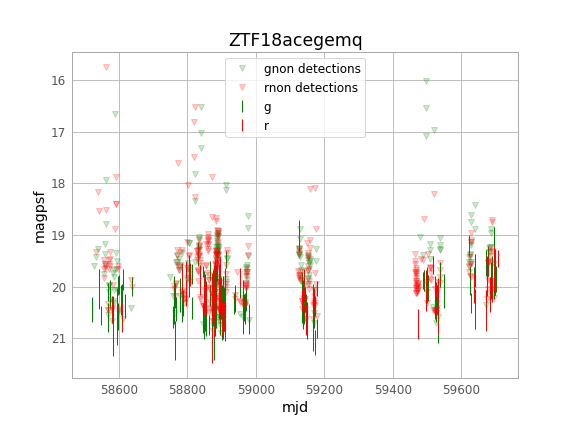 ZTF18acegemq
gnon detections
rnon detections
g
r
magpsf
16
17
18
19
20
21
58600 58800 59000 59200 59400 59600
mjd